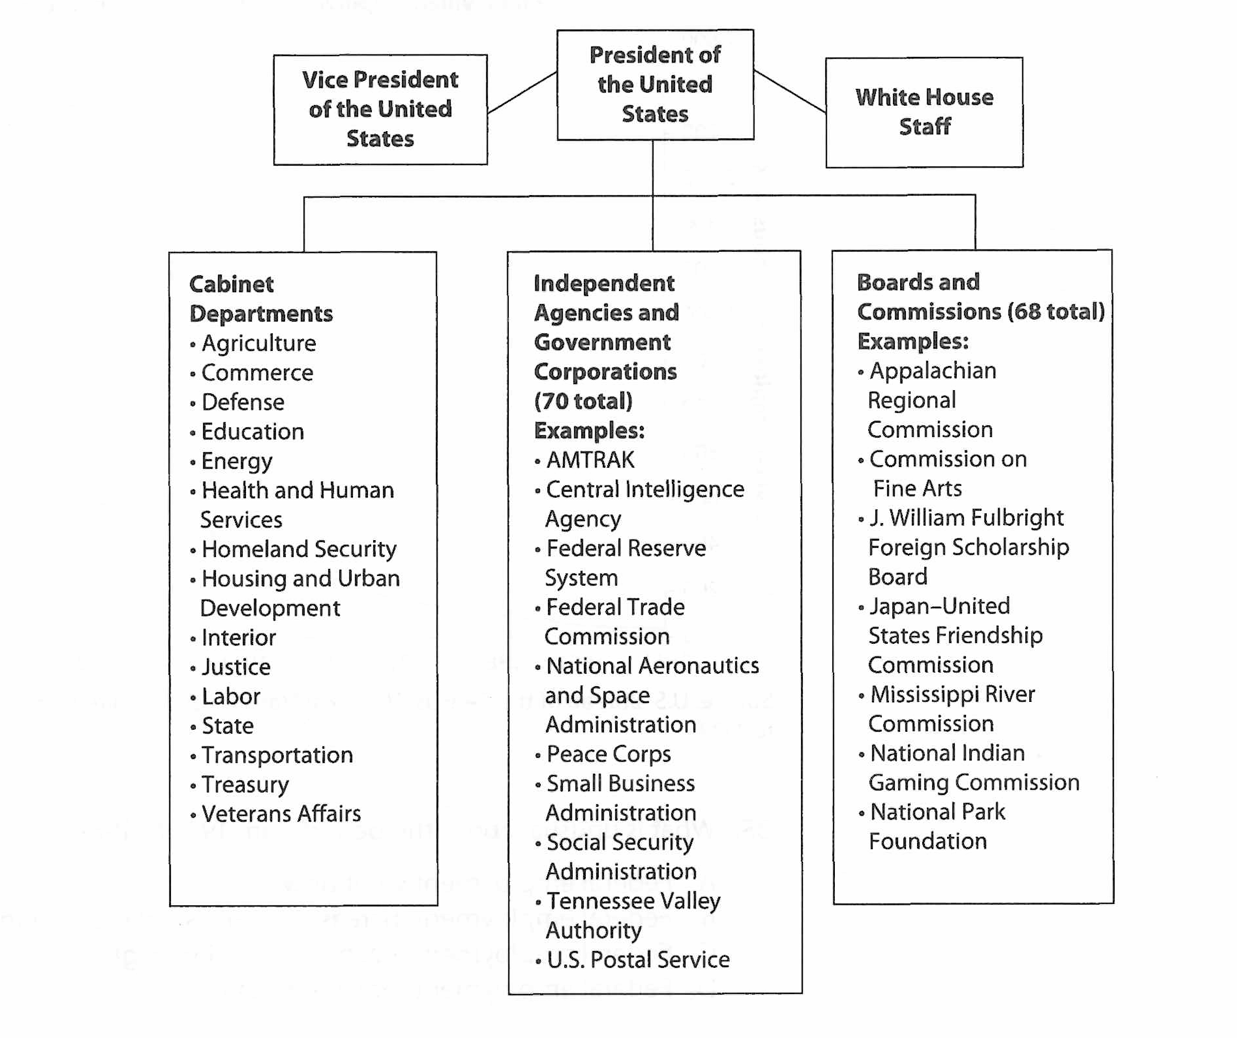 Vice President
of the United
States
President of
the United
States
White House
Staff
Cabinet
Departments
• Agriculture
• Commerce
• Defense
• Education
• Energy
• Health and Human
Services
• Homeland Security
• Housing and Urban
Development
• Interior
• Justice
• Labor
• State
• Transportation
• Treasury
• Veterans Affairs
Independent
Agencies and
Government
Corporations
(70 total)
Examples:
• AMTRAK
• Central Intelligence
Agency
• Federal Reserve
System
• Federal Trade
Commission
• National Aeronautics
and Space
Administration
• Peace Corps
• Small Business
Administration
• Social Security
Administration
• Tennessee Valley
Authority
• U.S. Postal Service
Boards and
Commissions (68 total)
Examples:
• Appalachian
Regional
Commission
• Commission on
Fine Arts
• J. William Fulbright
Foreign Scholarship
Board
• Japan–United
States Friendship
Commission
• Mississippi River
Commission
• National Indian
Gaming Commission
• National Park
Foundation